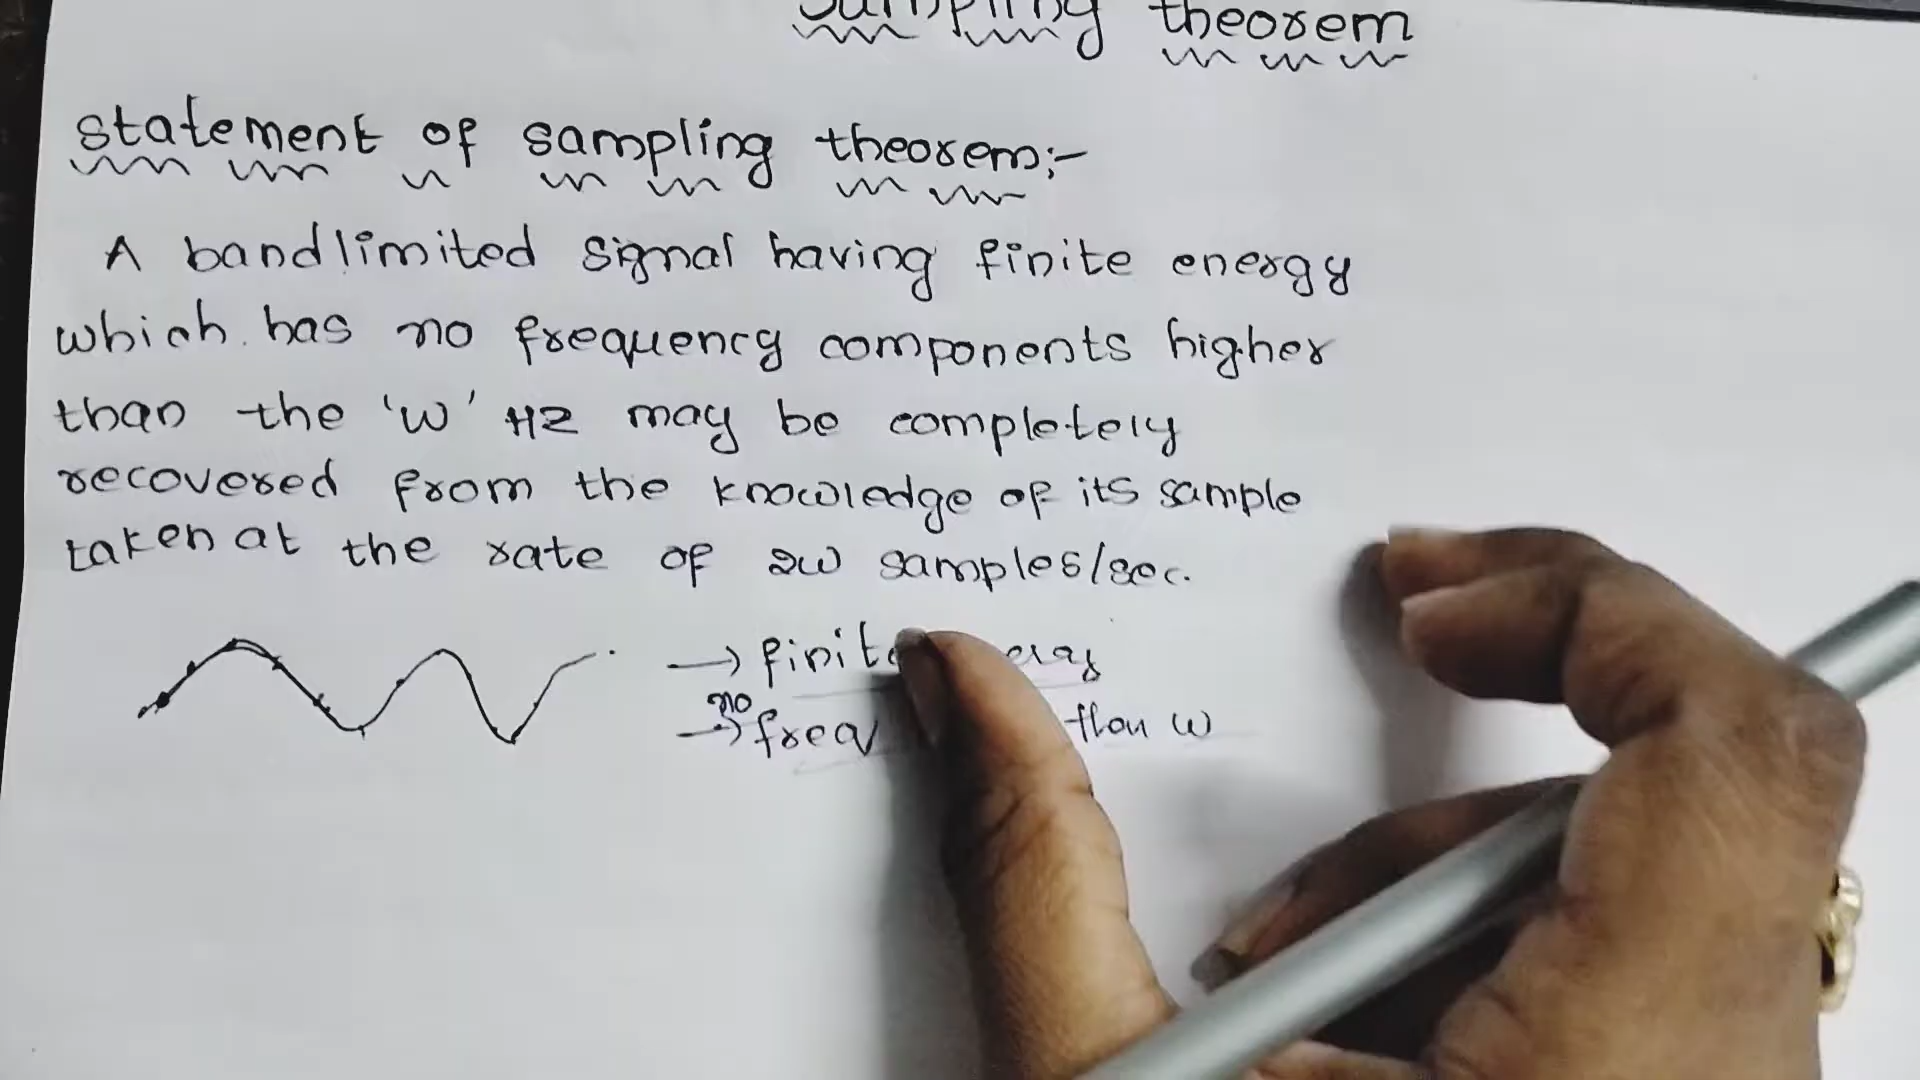 sampling theorem
statement of sampling theorem:-
A bandlimited signal having finite energy
which has no frequency components higher
than the 'W' HZ may be completely
recovered from the knowledge of its sample
taken at the rate of 2W samples/sec.
→ finite
no
→ freq than W